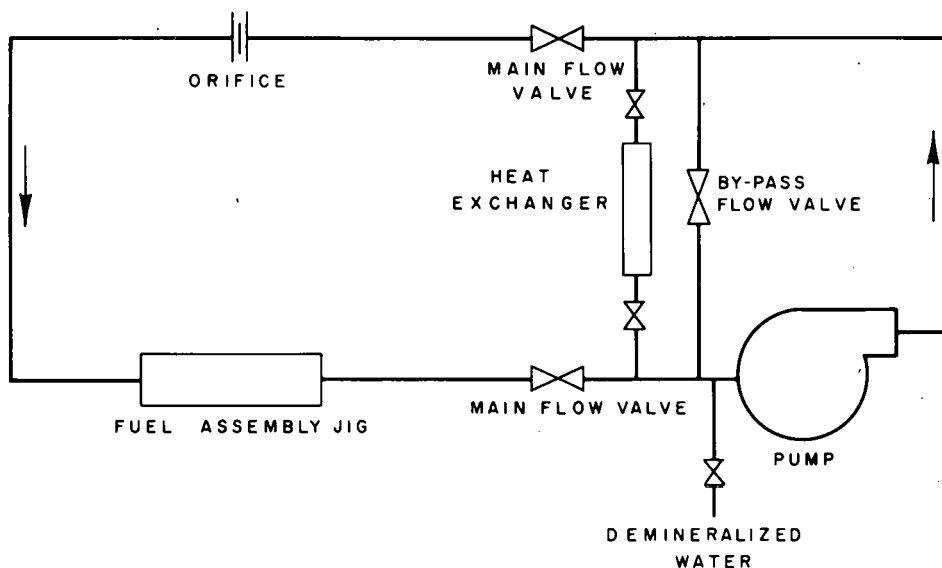 ORIFICE
MAIN FLOW
VALVE
HEAT
EXCHANGER
BY-PASS
FLOW VALVE
FUEL ASSEMBLY JIG
MAIN FLOW VALVE
PUMP
DEMINERALIZED
WATER